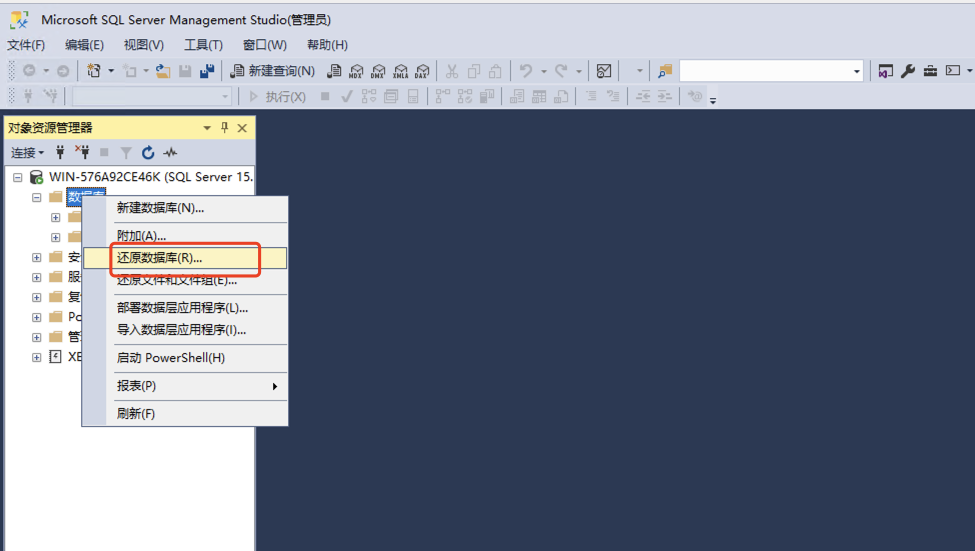 Microsoft SQL Server Management Studio(管理员)
文件(F) 编辑(E) 视图(V) 工具(T) 窗口(W) 帮助(H)
新建查询(N) MDX DMX XMLA DAX
执行(X)
对象资源管理器
连接
WIN-576A92CE46K (SQL Server 15.
数据库
新建数据库(N)...
附加(A)...
安
还原数据库(R)...
服
还原文件和文件组(E)...
复
部署数据层应用程序(L)...
Po
导入数据层应用程序(I)...
管
XE
启动 PowerShell(H)
报表(P)
刷新(F)